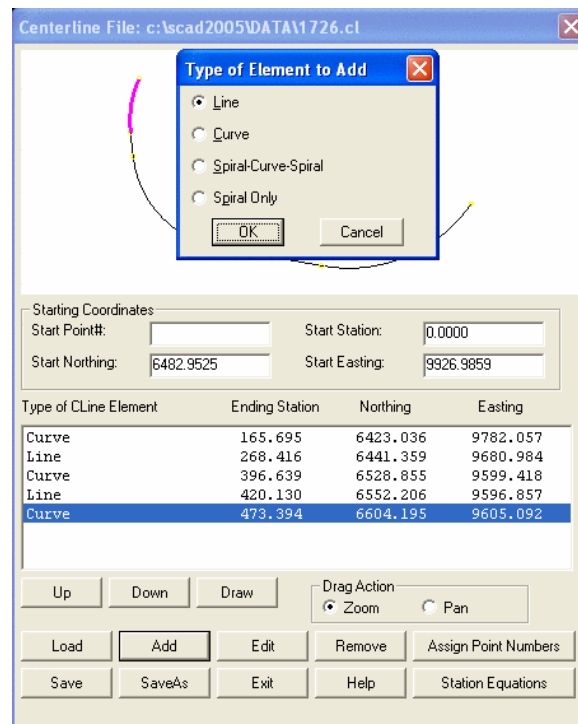 Centerline File: c:\scad2005\DATA\1726.cl
Type of Element to Add
Line
Curve
Spiral-Curve-Spiral
Spiral Only
OK Cancel
Starting Coordinates
Start Point#: Start Station: 0.0000
Start Northing: 6482.9525 Start Easting: 9926.9859
Type of CLine Element Ending Station Northing Easting
Curve 165.695 6423.036 9782.057
Line 268.416 6441.359 9680.984
Curve 396.639 6528.855 9599.418
Line 420.130 6552.206 9596.857
Curve 473.394 6604.195 9605.092
Up Down Draw Drag Action
Zoom Pan
Load Add Edit Remove Assign Point Numbers
Save SaveAs Exit Help Station Equations